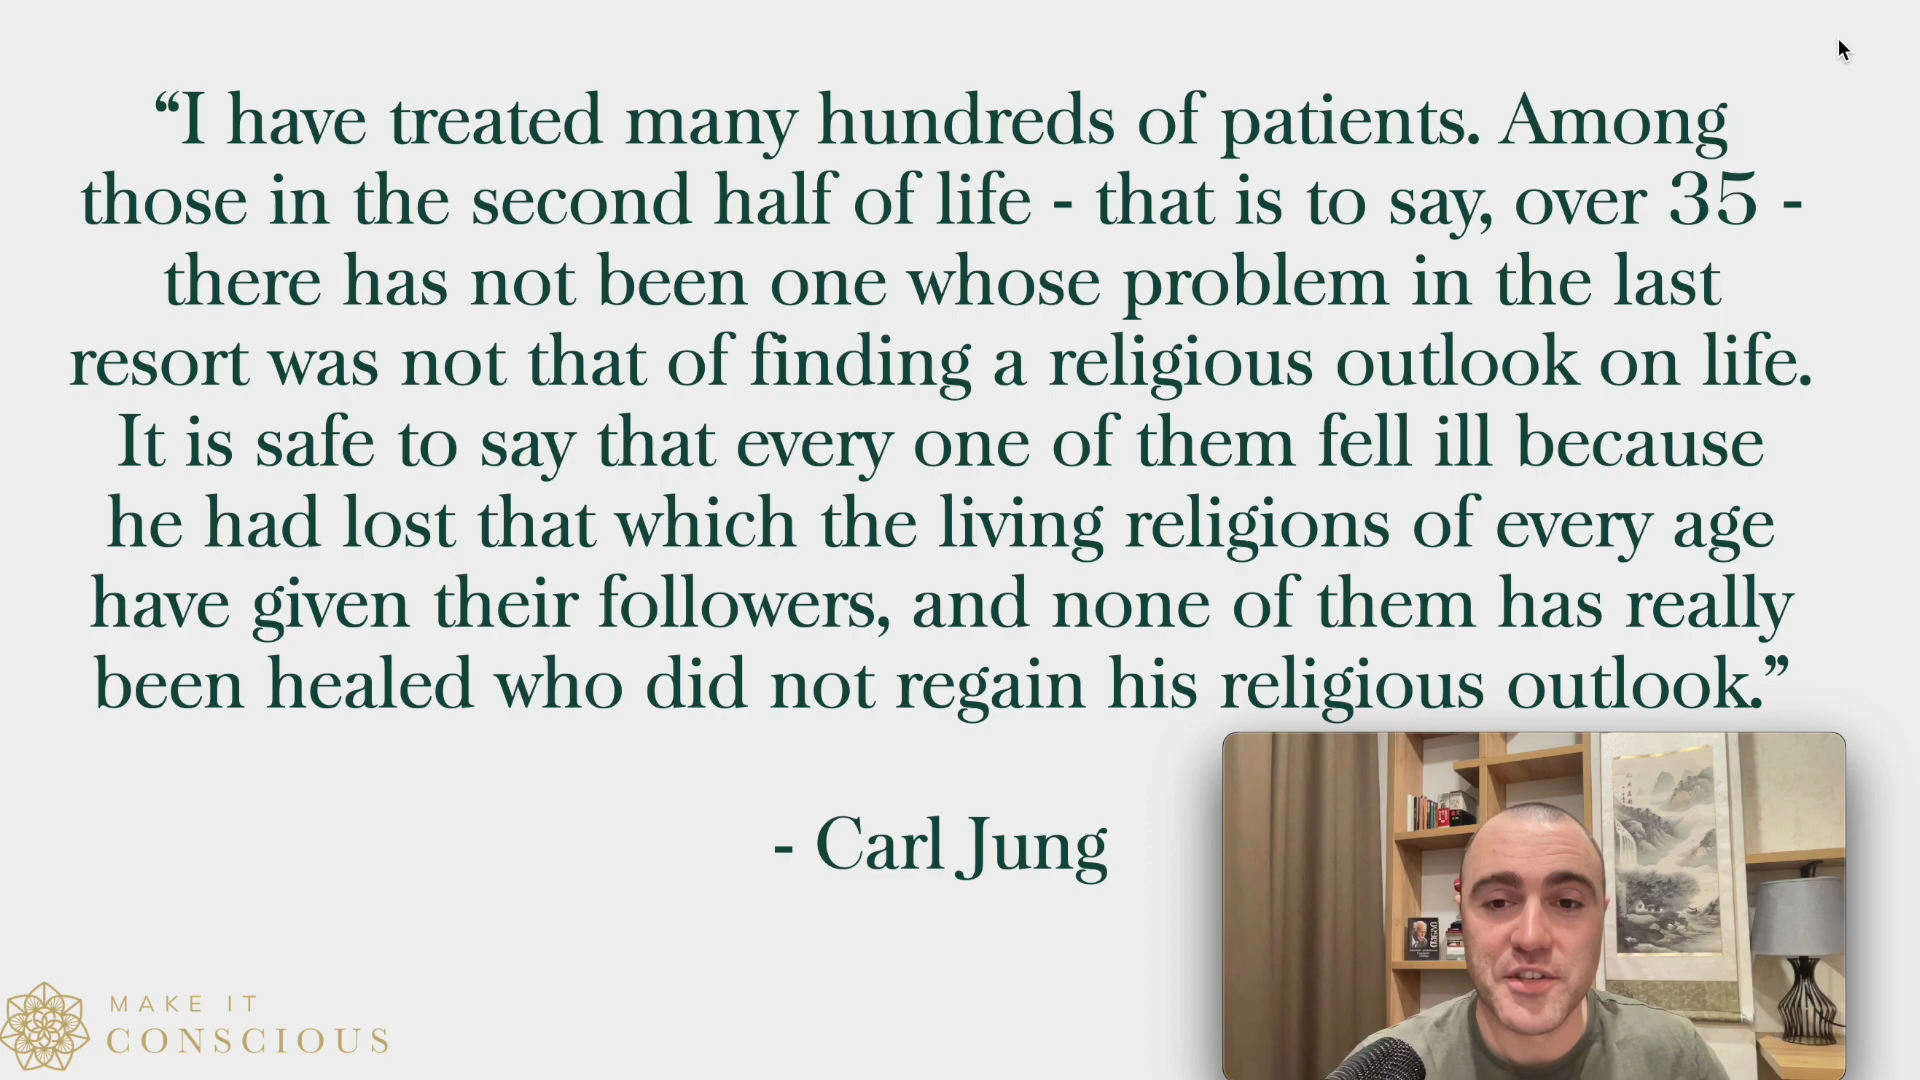 “I have treated many hundreds of patients. Among
those in the second half of life - that is to say, over 35 -
there has not been one whose problem in the last
resort was not that of finding a religious outlook on life.
It is safe to say that every one of them fell ill because
he had lost that which the living religions of every age
have given their followers, and none of them has really
been healed who did not regain his religious outlook.”
- Carl Jung
MAKE IT
CONSCIOUS